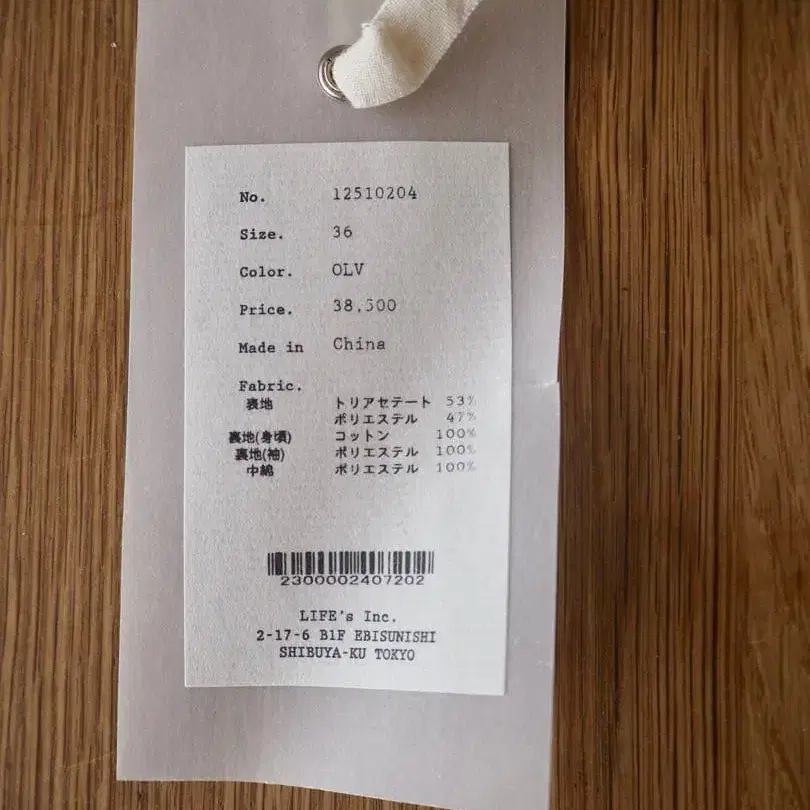 No. 12510204
Size. 36
Color. OLV
Price. 38,500
Made in China
Fabric.
表地 トリアセテート 53%
ポリエステル 47%
裏地(身頃) コットン 100%
裏地(袖) ポリエステル 100%
中綿 ポリエステル 100%
2300002407202
LIFE's Inc.
2-17-6 B1F EBISUNISHI
SHIBUYA-KU TOKYO